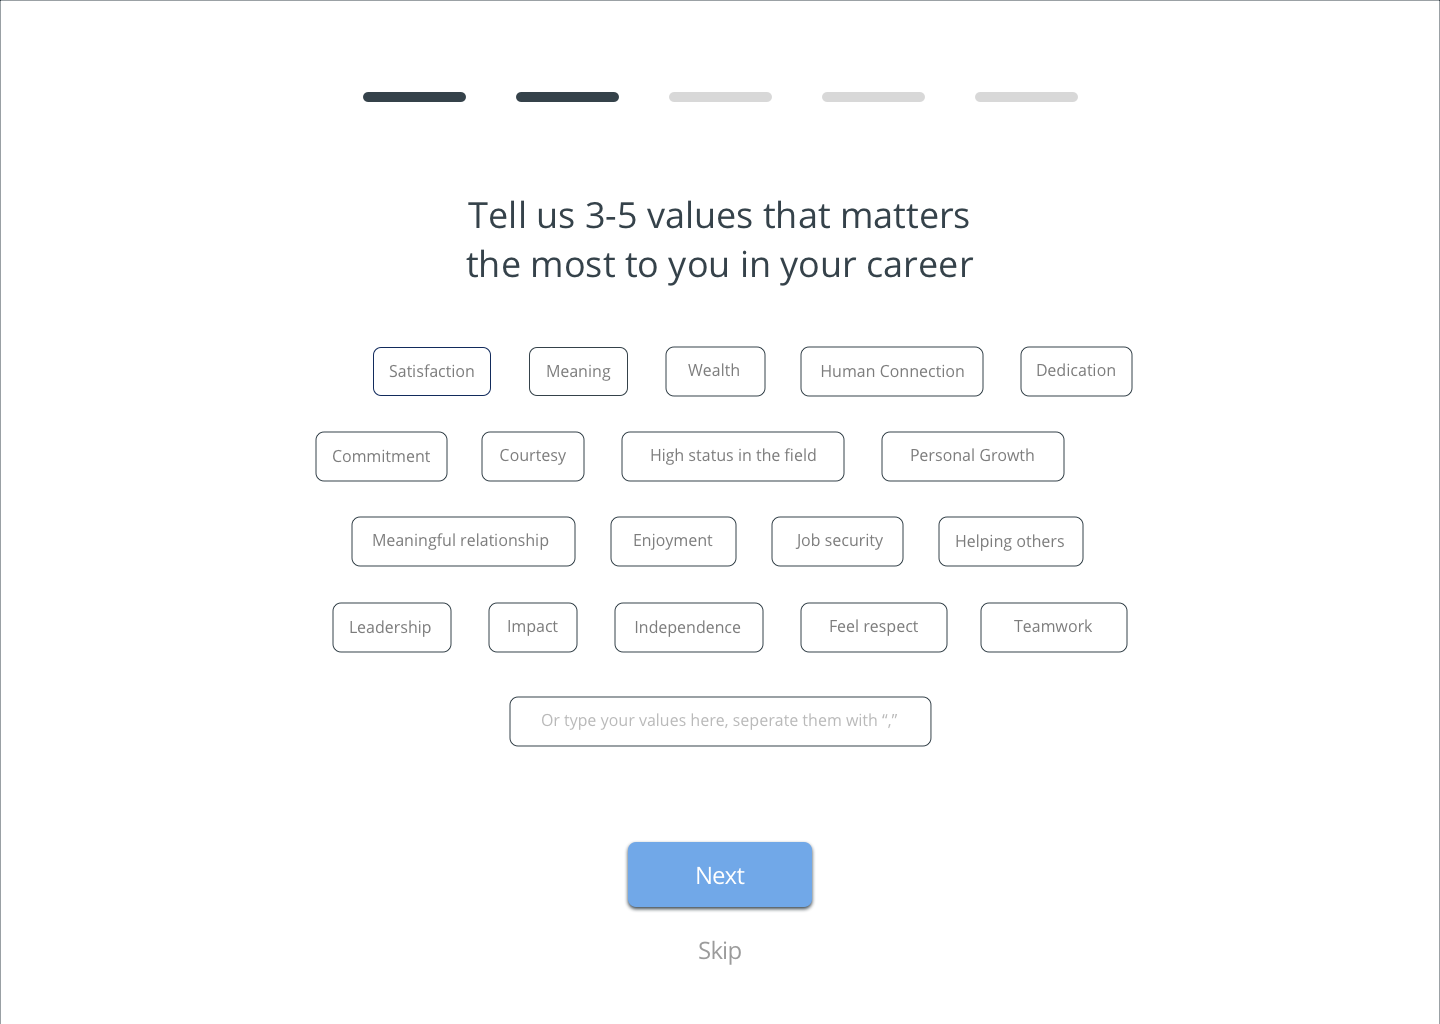 Tell us 3-5 values that matters
the most to you in your career
Satisfaction Meaning Wealth Human Connection Dedication
Commitment Courtesy High status in the field Personal Growth
Meaningful relationship Enjoyment Job security Helping others
Leadership Impact Independence Feel respect Teamwork
Or type your values here, seperate them with “,”
Next
Skip